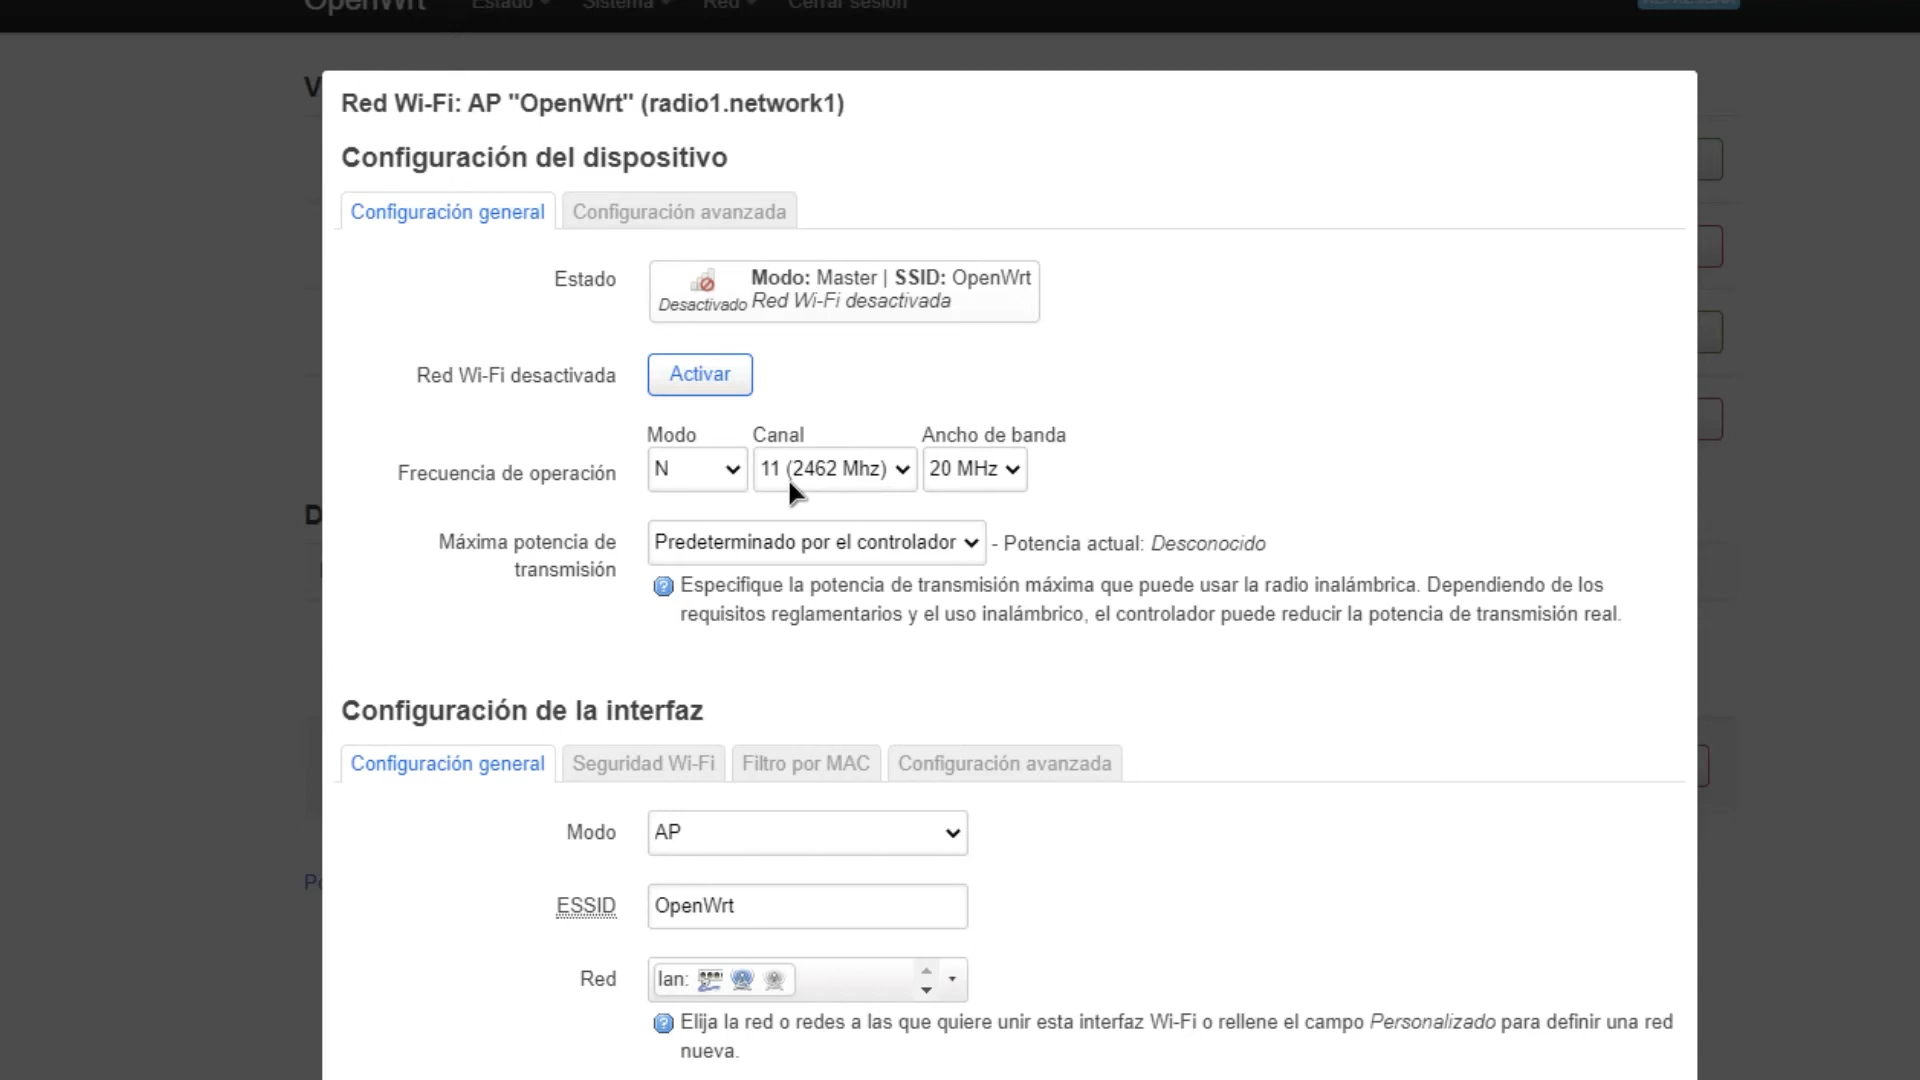 OpenWrt Estado Sistema Red Cerrar sesión
Red Wi-Fi: AP "OpenWrt" (radio1.network1)
Configuración del dispositivo
Configuración general Configuración avanzada
Estado
Modo: Master | SSID: OpenWrt
Desactivado Red Wi-Fi desactivada
Red Wi-Fi desactivada Activar
Modo Canal Ancho de banda
Frecuencia de operación N 11 (2462 Mhz) 20 MHz
Máxima potencia de transmisión Predeterminado por el controlador - Potencia actual: Desconocido
Especifique la potencia de transmisión máxima que puede usar la radio inalámbrica. Dependiendo de los
requisitos reglamentarios y el uso inalámbrico, el controlador puede reducir la potencia de transmisión real.
Configuración de la interfaz
Configuración general Seguridad Wi-Fi Filtro por MAC Configuración avanzada
Modo AP
ESSID OpenWrt
Red lan:
Elija la red o redes a las que quiere unir esta interfaz Wi-Fi o rellene el campo Personalizado para definir una red
nueva.